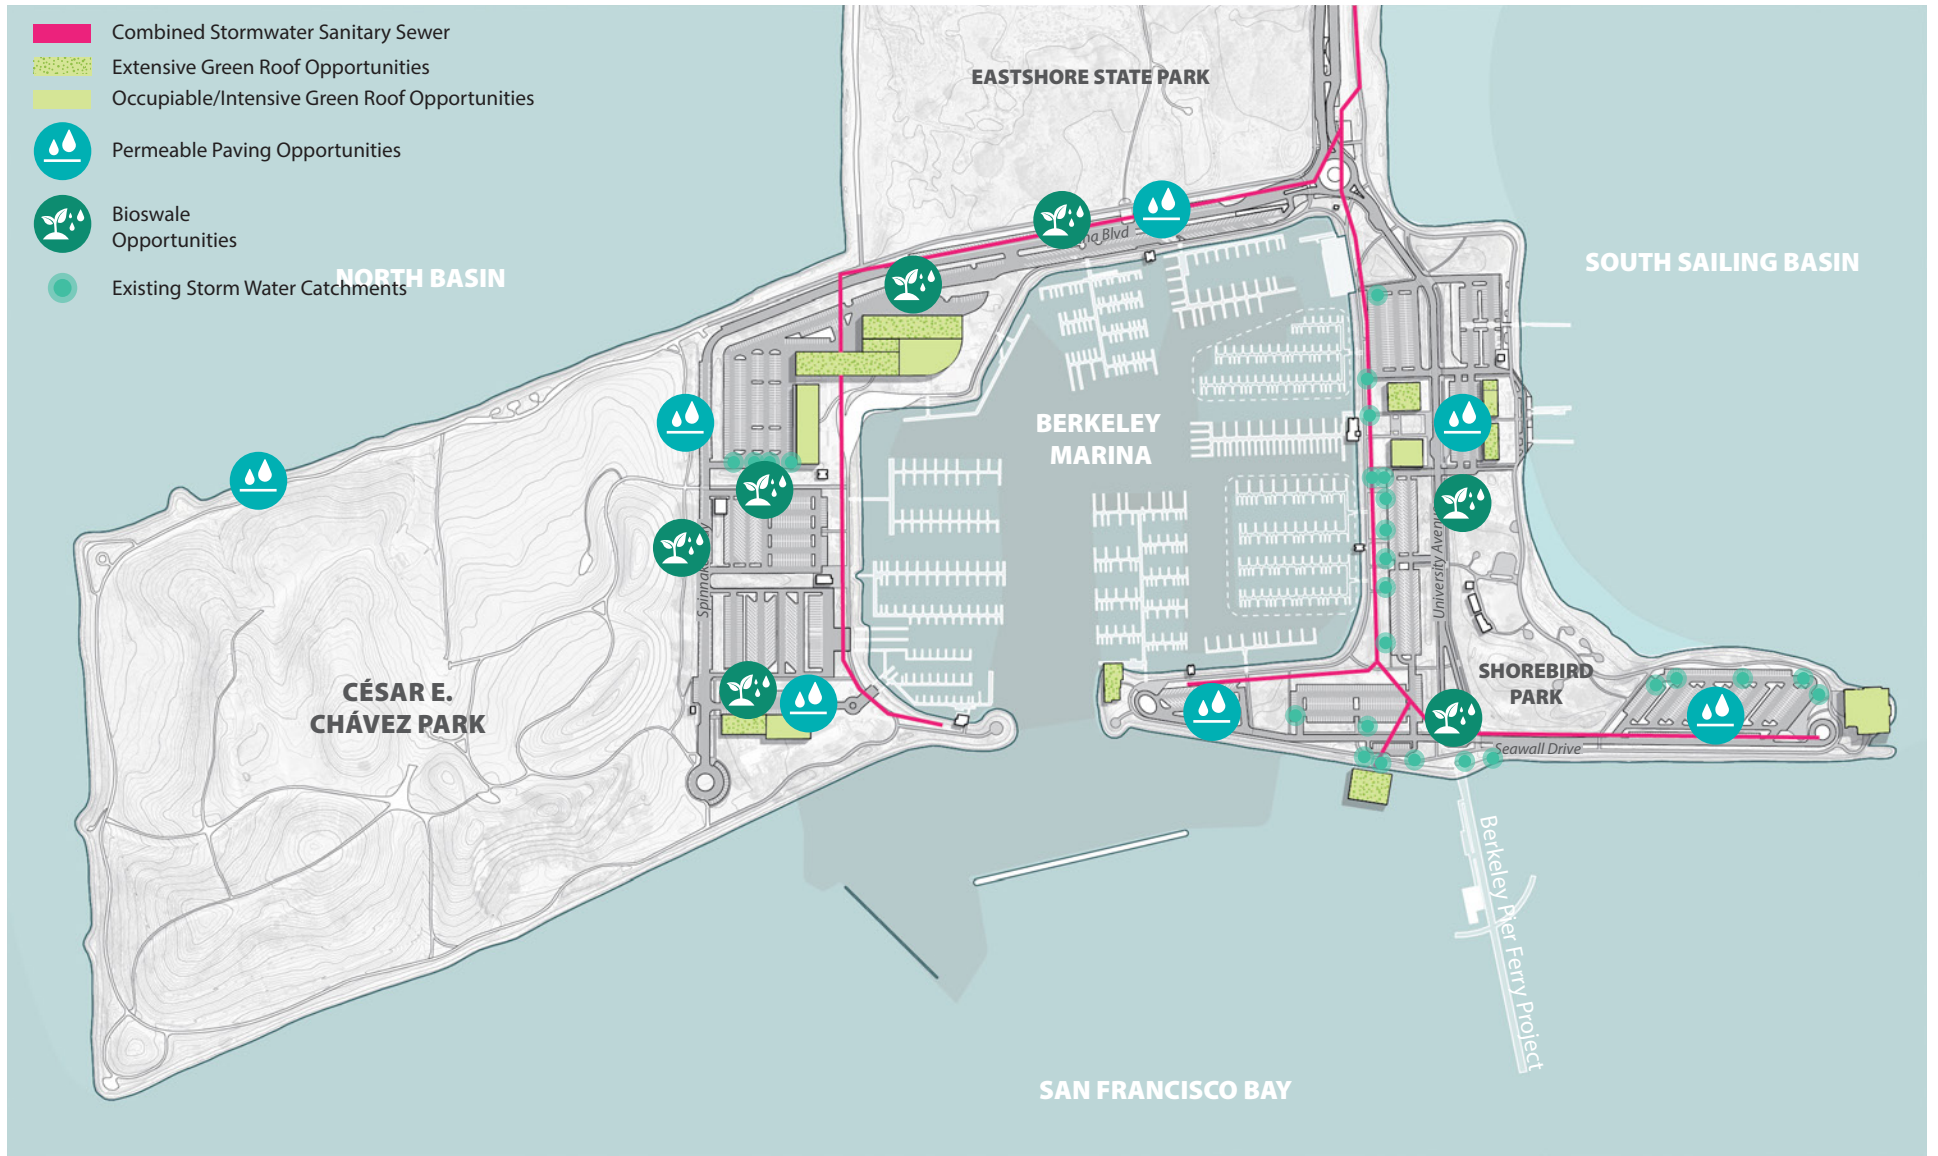 Combined Stormwater Sanitary Sewer
Extensive Green Roof Opportunities
Occupiable/Intensive Green Roof Opportunities
Permeable Paving Opportunities
Bioswale
Opportunities
Existing Storm Water Catchments
NORTH BASIN
EASTSHORE STATE PARK
Blvd
SOUTH SAILING BASIN
BERKELEY
MARINA
University
CÉSAR E.
CHÁVEZ PARK
SHOREBIRD
PARK
Seawall Drive
Berkeley Pier Ferry Project
SAN FRANCISCO BAY